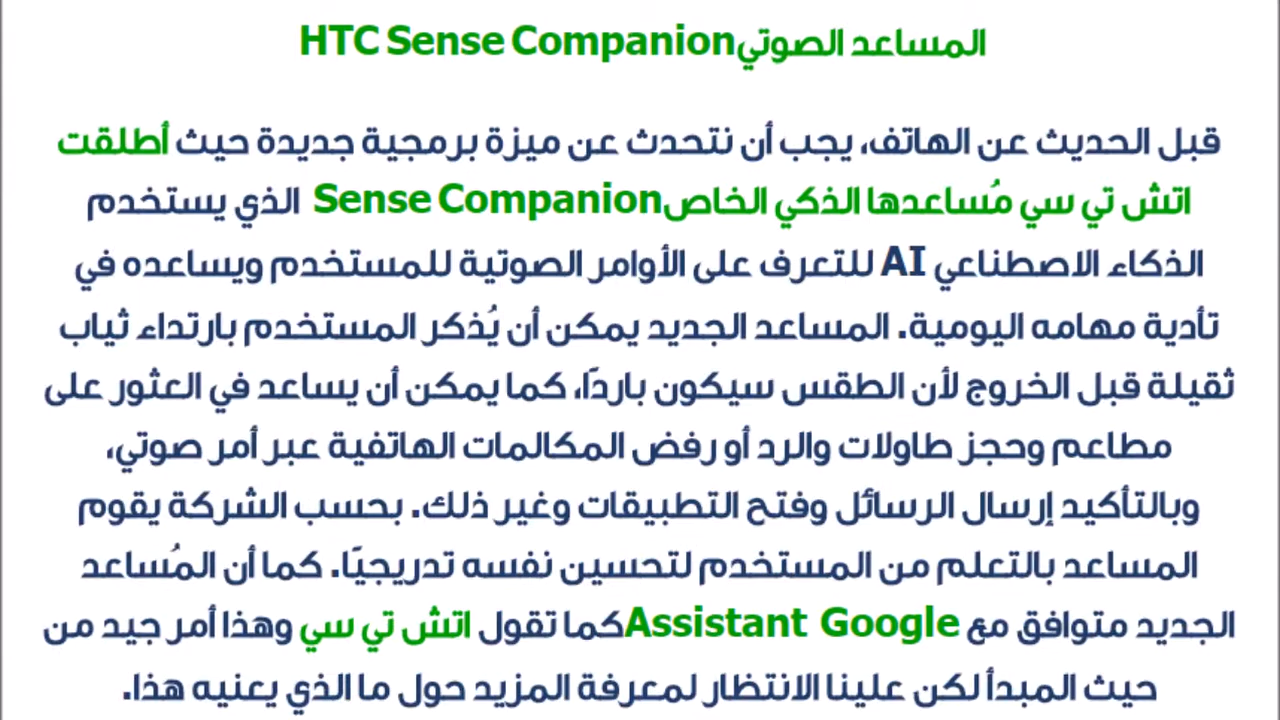 المساعد الصوتي HTC Sense Companion
قبل الحديث عن الهاتف، يجب أن نتحدث عن ميزة برمجية جديدة حيث أطلقت
اتش تي سي مُساعدها الذكي الخاص Sense Companion الذي يستخدم
الذكاء الاصطناعي AI للتعرف على الأوامر الصوتية للمستخدم ويساعده في
تأدية مهامه اليومية. المساعد الجديد يمكن أن يُذكر المستخدم بارتداء ثياب
ثقيلة قبل الخروج لأن الطقس سيكون باردًا، كما يمكن أن يساعد في العثور على
مطاعم وحجز طاولات والرد أو رفض المكالمات الهاتفية عبر أمر صوتي،
وبالتأكيد إرسال الرسائل وفتح التطبيقات وغير ذلك. بحسب الشركة يقوم
المساعد بالتعلم من المستخدم لتحسين نفسه تدريجيًا. كما أن المُساعد
الجديد متوافق مع Assistant Google كما تقول اتش تي سي وهذا أمر جيد من
حيث المبدأ لكن علينا الانتظار لمعرفة المزيد حول ما الذي يعنيه هذا.